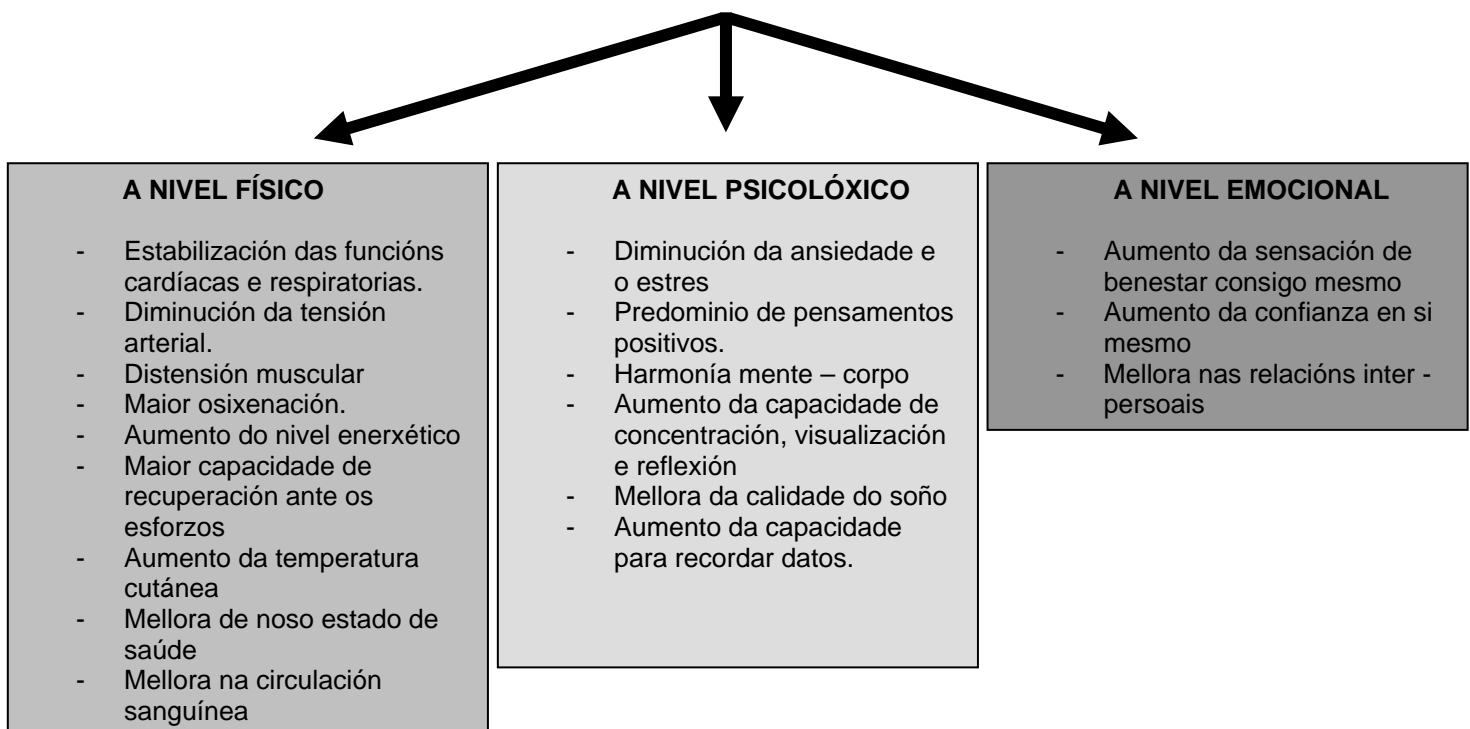 A NIVEL FÍSICO
- Estabilización das funcións
cardíacas e respiratorias.
- Diminución da tensión
arterial.
- Distensión muscular
- Maior osixenación.
- Aumento do nivel enerxético
- Maior capacidade de
recuperación ante os
esforzos
- Aumento da temperatura
cutánea
- Mellora de noso estado de
saúde
- Mellora na circulación
sanguínea
A NIVEL PSICOLÓXICO
- Diminución da ansiedade e
o estres
- Predominio de pensamentos
positivos.
- Harmonía mente – corpo
- Aumento da capacidade de
concentración, visualización
e reflexión
- Mellora da calidade do soño
- Aumento da capacidade
para recordar datos.
A NIVEL EMOCIONAL
- Aumento da sensación de
benestar consigo mesmo
- Aumento da confianza en si
mesmo
- Mellora nas relacións inter -
persoais